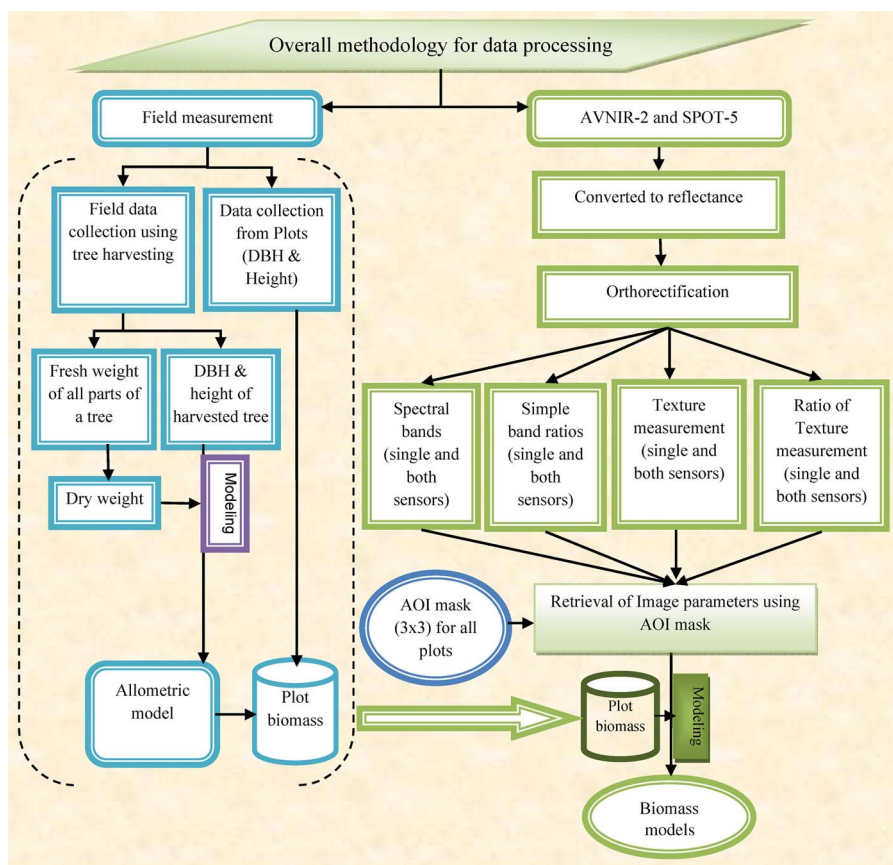 Overall methodology for data processing
Field measurement
AVNIR-2 and SPOT-5
Field data
collection using
tree harvesting
Data collection
from Plots
(DBH &
Height)
Converted to reflectance
Orthorectification
Fresh weight
of all parts of
a tree
DBH &
height of
harvested tree
Dry weight
Modeling
Spectral
bands
(single and
both
sensors)
Simple
band ratios
(single and
both
sensors)
Texture
measurement
(single and
both sensors)
Ratio of
Texture
measurement
(single and
both sensors)
AOI mask
(3x3) for all
plots
Retrieval of Image parameters using
AOI mask
Allometric
model
Plot
biomass
Plot
biomass
Modeling
Biomass
models